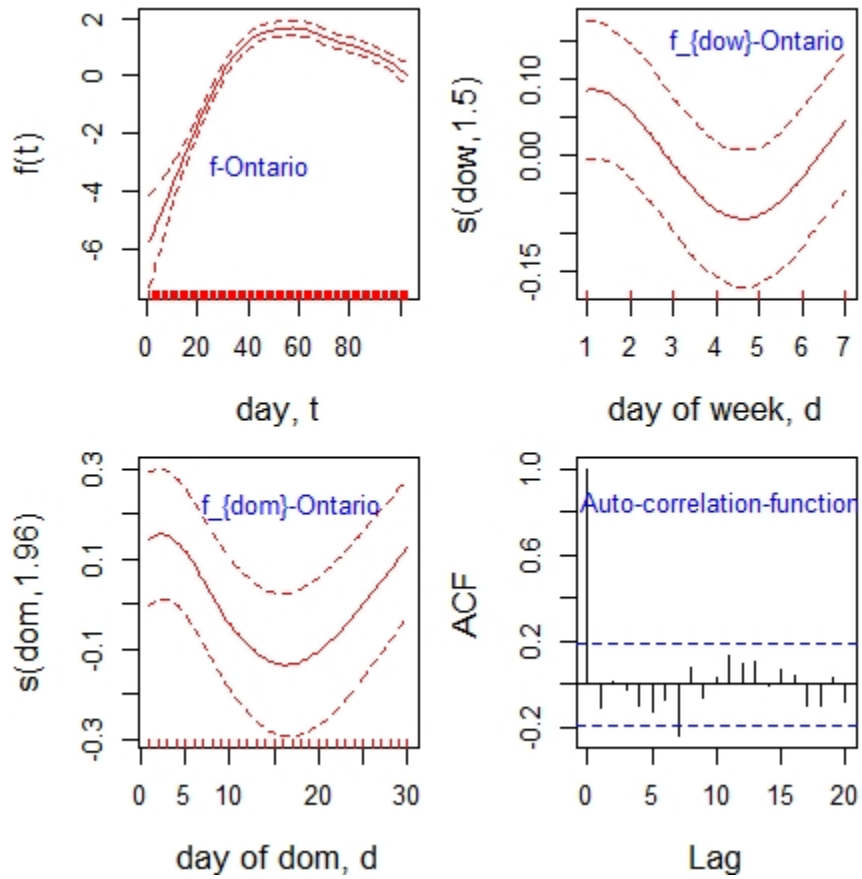 f(t)
2
0
-2
-4
-6
f-Ontario
0 20 40 60 80
day, t
s(dow,1.5)
0.10
0.00
-0.15
f_{dow}-Ontario
1 2 3 4 5 6 7
day of week, d
s(dom,1.96)
0.3
0.1
-0.1
-0.3
f_{dom}-Ontario
0 5 10 20 30
day of dom, d
ACF
1.0
0.6
0.2
-0.2
Auto-correlation-function
0 5 10 15 20
Lag